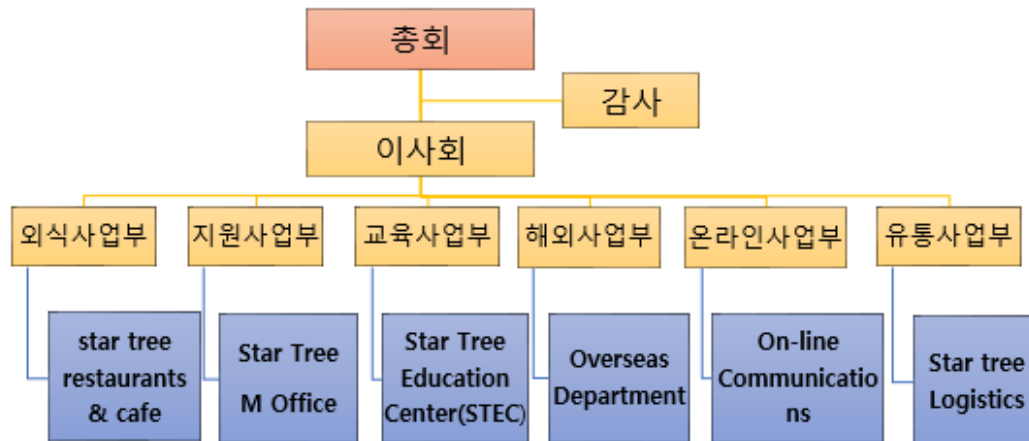 총회
감사
이사회
외식사업부
지원사업부
교육사업부
해외사업부
온라인사업부
유통사업부
star tree
restaurants
& cafe
Star Tree
M Office
Star Tree
Education
Center(STEC)
Overseas
Department
On-line
Communicatio
ns
Star tree
Logistics